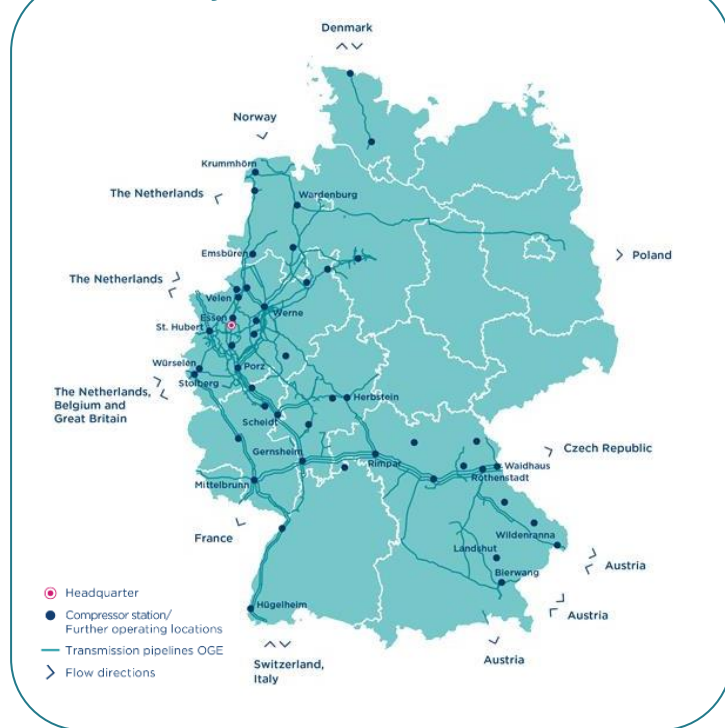 Denmark
Norway
Krummhörn
The Netherlands
Wardenburg
Emsbüren
Poland
The Netherlands
Velen
Werne
Essen
St. Hubert
Würselen
Porz
Stolberg
The Netherlands,
Belgium and
Great Britain
Herbstein
Scheidt
Gernsheim
Rimpar
Czech Republic
Waidhaus
Rothenstadt
Mittelbrunn
France
Wildenranna
Landshut
Austria
Bierwang
Headquarter
Hügelheim
Compressor station/
Further operating locations
Austria
Transmission pipelines OGE
Flow directions
Switzerland,
Italy
Austria